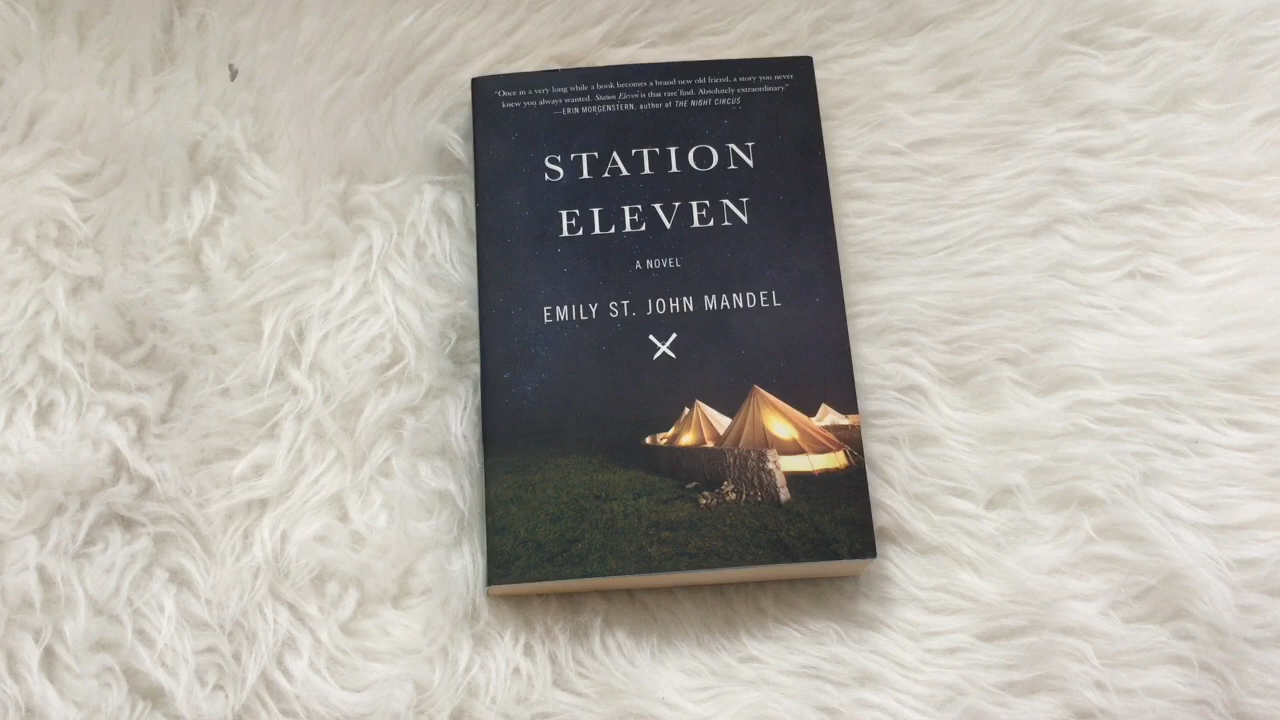 "Once in a very long while a book becomes a brand-new old friend, a story you never
knew you always wanted. Station Eleven is that rare find. Absolutely extraordinary."
—ERIN MORGENSTERN, author of THE NIGHT CIRCUS
STATION
ELEVEN
A NOVEL
EMILY ST. JOHN MANDEL